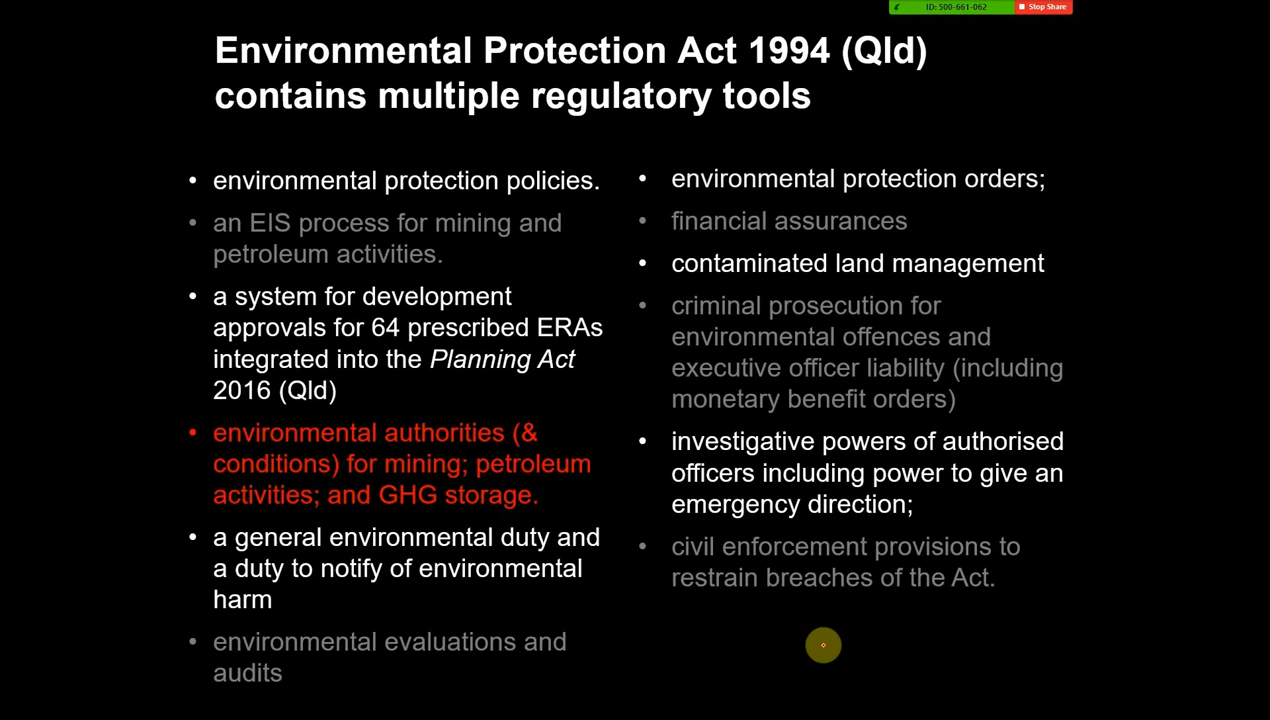 ID: 500-661-062
Stop Share
Environmental Protection Act 1994 (Qld)
contains multiple regulatory tools
• environmental protection policies.
• an EIS process for mining and
petroleum activities.
• a system for development
approvals for 64 prescribed ERAs
integrated into the Planning Act
2016 (Qld)
• environmental authorities (&
conditions) for mining; petroleum
activities; and GHG storage.
• a general environmental duty and
a duty to notify of environmental
harm
• environmental evaluations and
audits
• environmental protection orders;
• financial assurances
• contaminated land management
• criminal prosecution for
environmental offences and
executive officer liability (including
monetary benefit orders)
• investigative powers of authorised
officers including power to give an
emergency direction;
• civil enforcement provisions to
restrain breaches of the Act.